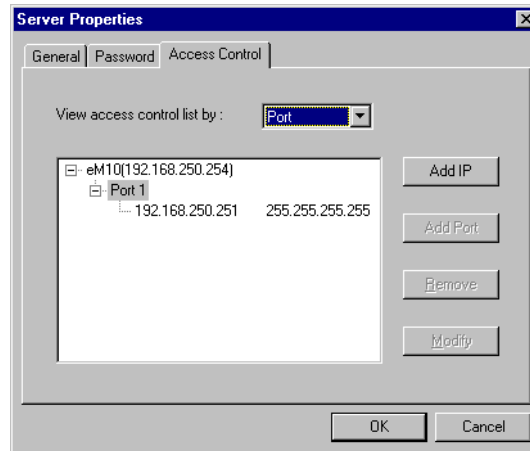 Server Properties
General Password Access Control
View access control list by : Port
eM10(192.168.250.254)
Port 1
192.168.250.251 255.255.255.255
Add IP
Add Port
Remove
Modify
OK Cancel